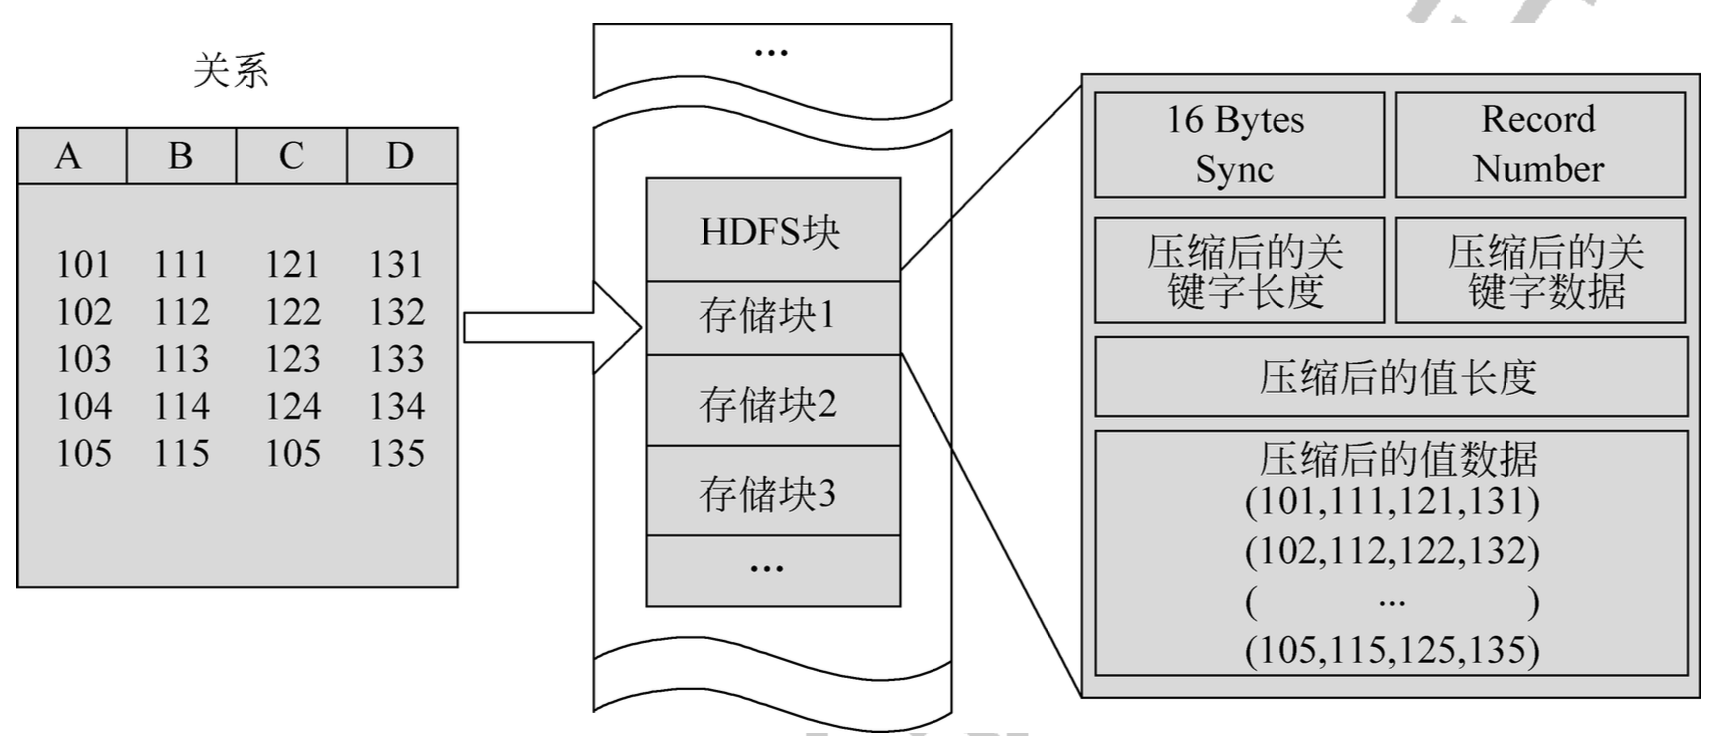 关系
A B C D
101 111 121 131
102 112 122 132
103 113 123 133
104 114 124 134
105 115 105 135
...
HDFS块
存储块1
存储块2
存储块3
...
16 Bytes
Sync
Record
Number
压缩后的关
键字长度
压缩后的关
键字数据
压缩后的值长度
压缩后的值数据
(101,111,121,131)
(102,112,122,132)
( ... )
(105,115,125,135)